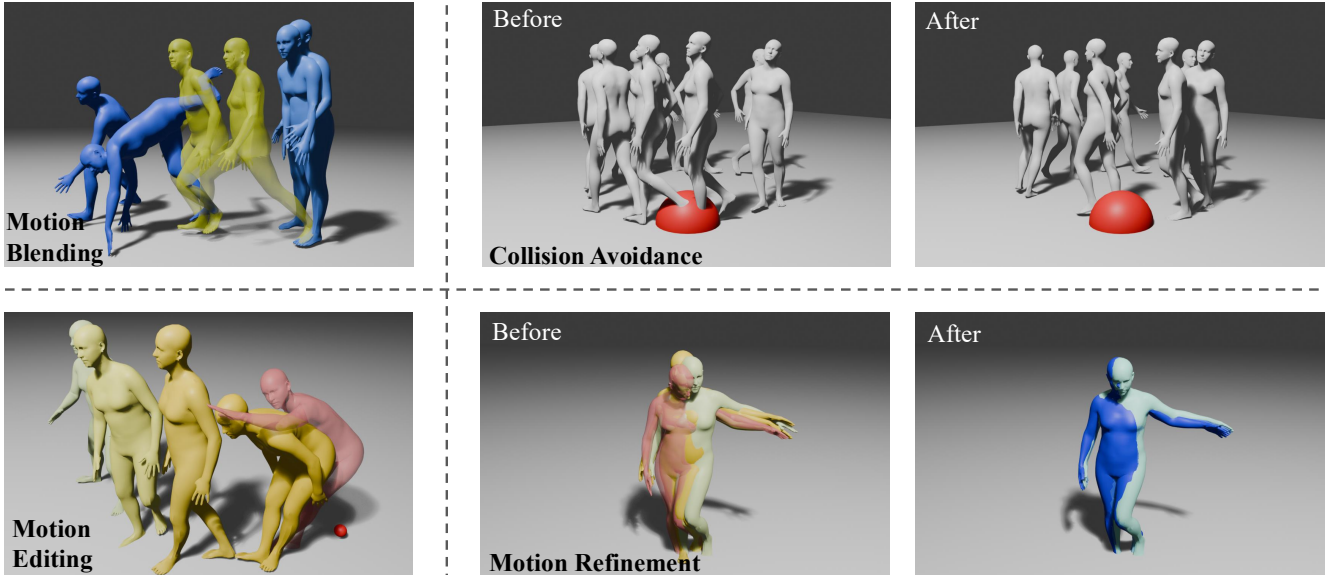 Motion
Blending
Before
After
Collision Avoidance
Motion
Editing
Before
After
Motion Refinement